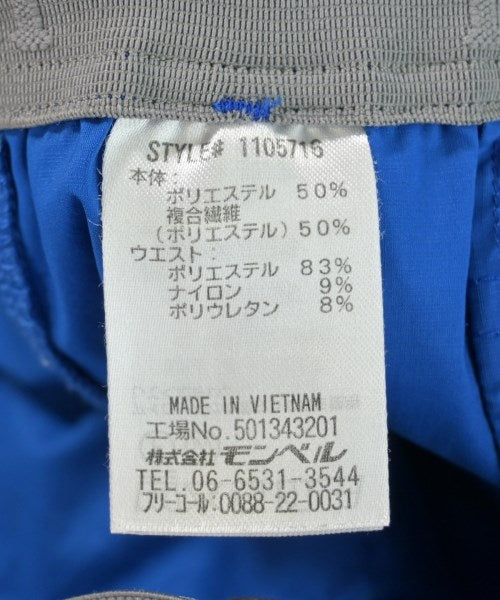 STYLE# 1105716
本体:
ポリエステル 50%
複合繊維
(ポリエステル) 50%
ウエスト:
ポリエステル 83%
ナイロン 9%
ポリウレタン 8%
MADE IN VIETNAM
工場No.501343201
株式会社 モンベル
TEL. 06-6531-3544
フリーコール: 0088-22-0031